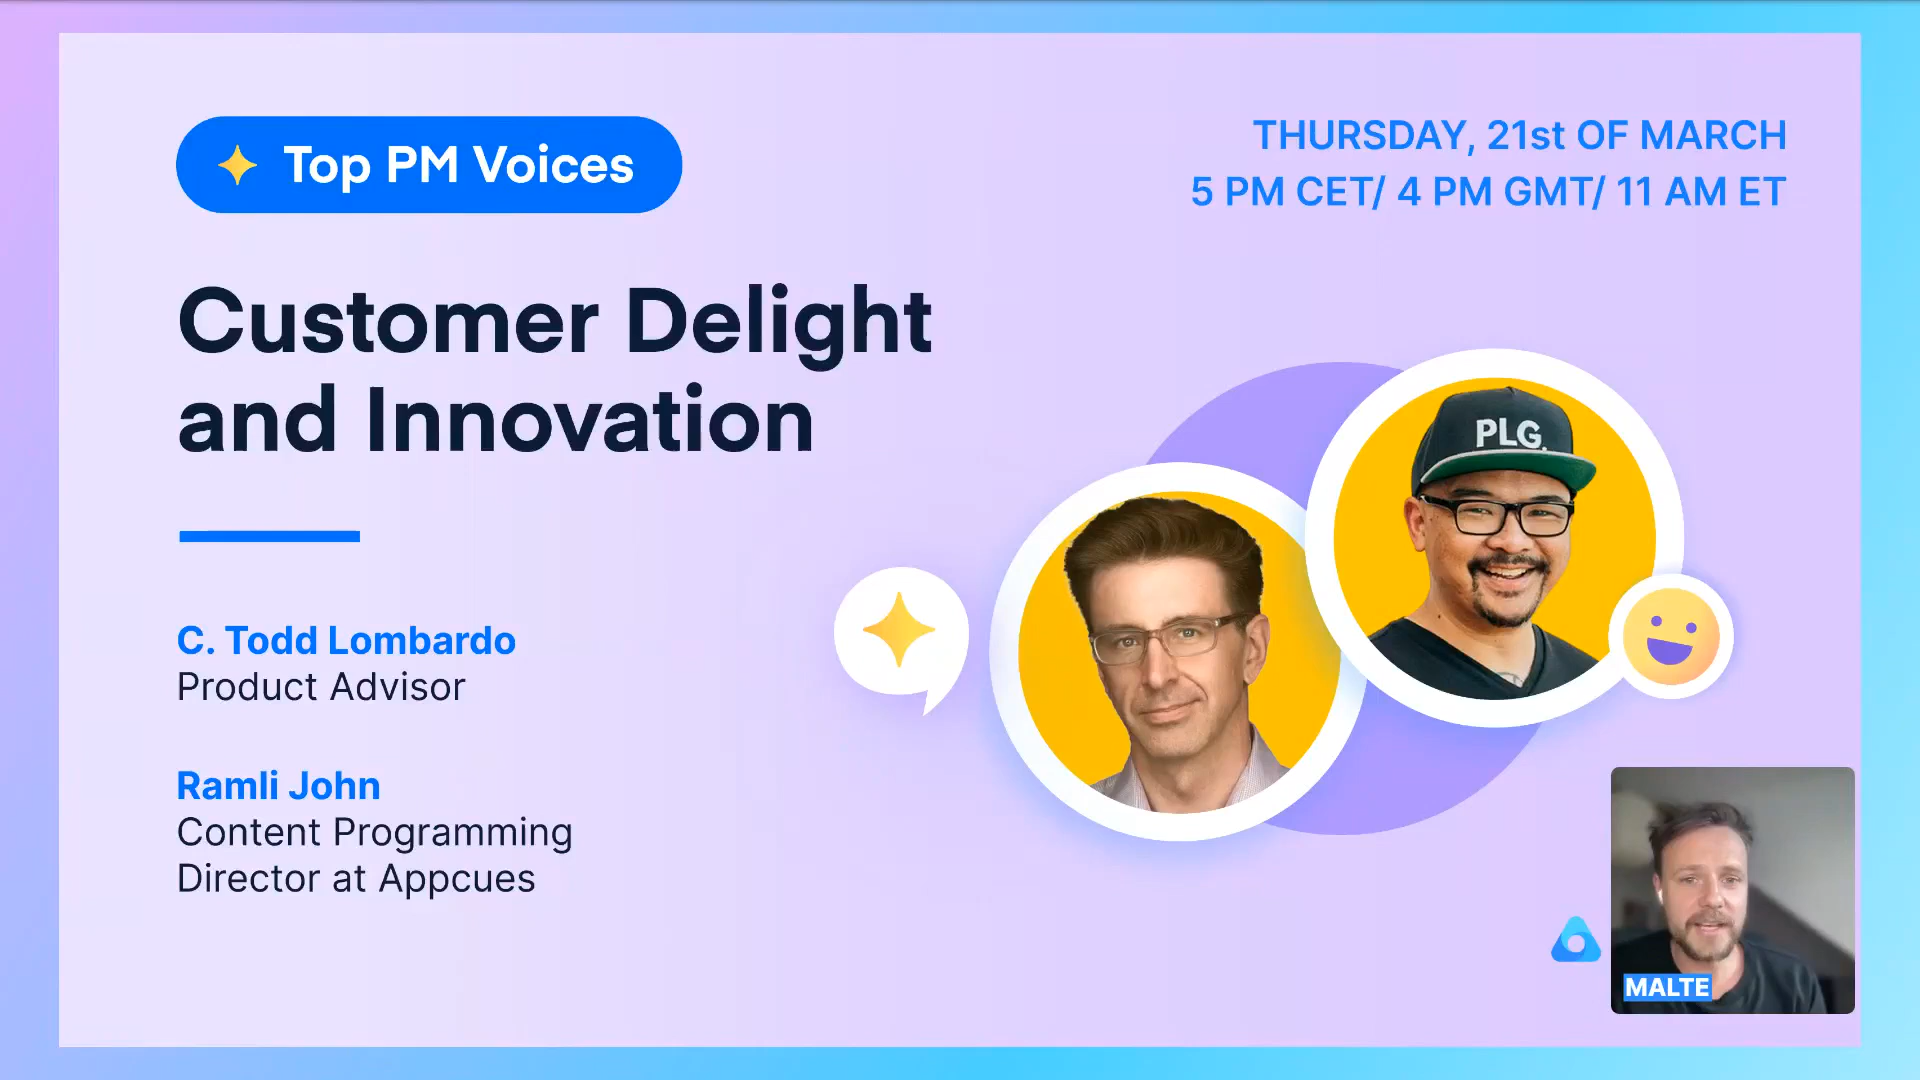 Top PM Voices
THURSDAY, 21st OF MARCH
5 PM CET/ 4 PM GMT/ 11 AM ET
Customer Delight
and Innovation
PLG.
C. Todd Lombardo
Product Advisor
Ramli John
Content Programming
Director at Appcues
MALTE